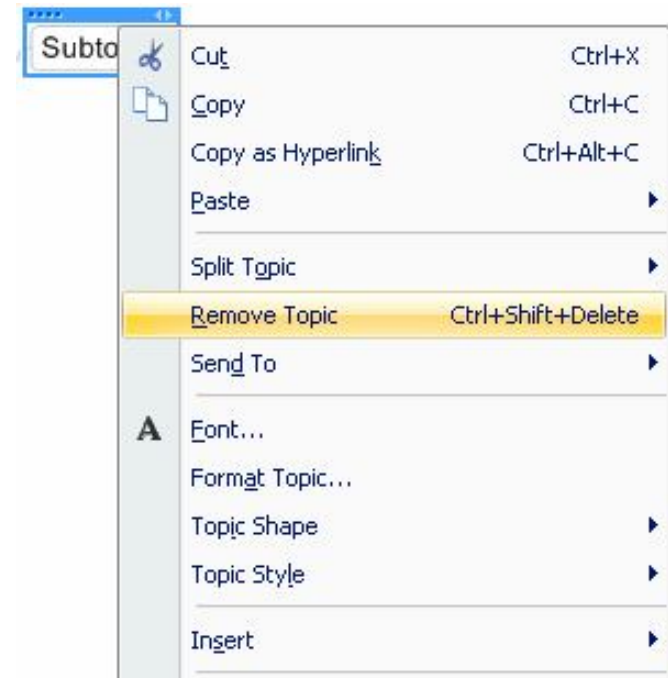 Subto
Cut Ctrl+X
Copy Ctrl+C
Copy as Hyperlink Ctrl+Alt+C
Paste
Split Topic
Remove Topic Ctrl+Shift+Delete
Send To
A Font...
Format Topic...
Topic Shape
Topic Style
Insert